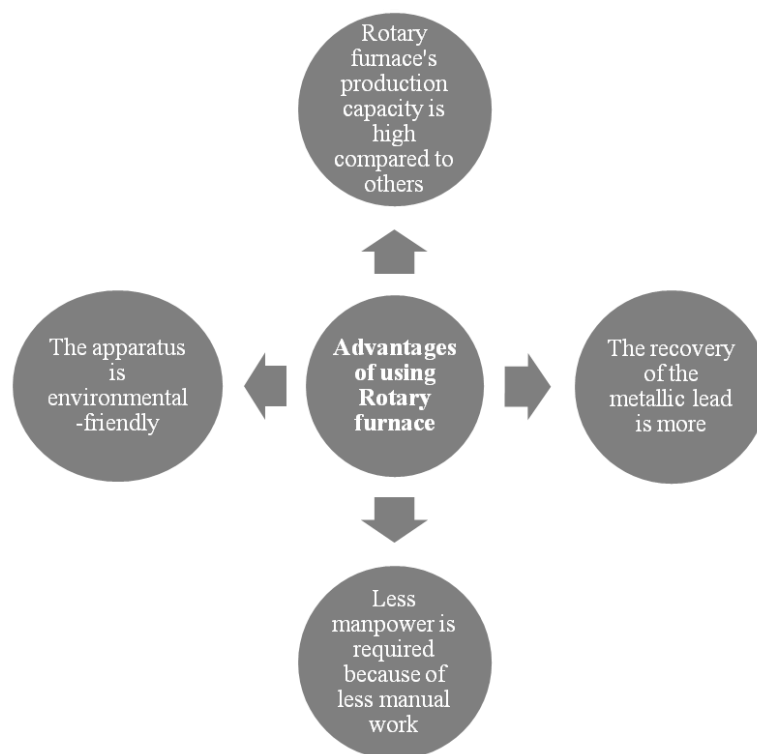 Rotary
furnace's
production
capacity is
high
compared to
others
The apparatus
is
environmental
-friendly
Advantages
of using
Rotary
furnace
The recovery
of the
metallic lead
is more
Less
manpower is
required
because of
less manual
work